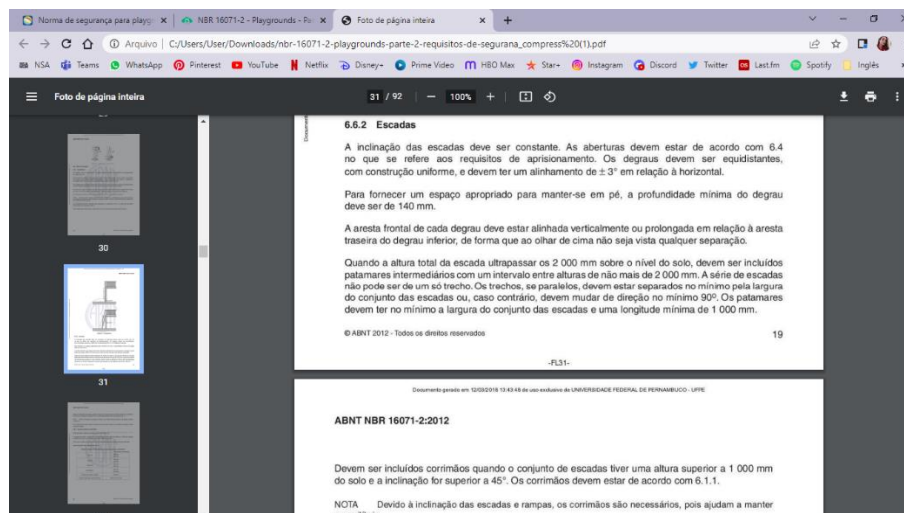 Norma de segurança para playgr
NBR 16071-2 - Playgrounds - Pa
Foto de página inteira
Arquivo | C:/Users/User/Downloads/nbr-16071-2-playgrounds-parte-2-requisitos-de-segurana_compress%20(1).pdf
NSA Teams WhatsApp Pinterest YouTube Netflix Disney+ Prime Video HBO Max Star+ Instagram Discord Twitter Last.fm Spotify Inglês
Foto de página inteira
31 / 92
100%
30
31
6.6.2 Escadas
A inclinação das escadas deve ser constante. As aberturas devem estar de acordo com 6.4
no que se refere aos requisitos de aprisionamento. Os degraus devem ser equidistantes,
com construção uniforme, e devem ter um alinhamento de ± 3° em relação à horizontal.
Para fornecer um espaço apropriado para manter-se em pé, a profundidade mínima do degrau
deve ser de 140 mm.
A aresta frontal de cada degrau deve estar alinhada verticalmente ou prolongada em relação à aresta
traseira do degrau inferior, de forma que ao olhar de cima não seja vista qualquer separação.
Quando a altura total da escada ultrapassar os 2 000 mm sobre o nível do solo, devem ser incluídos
patamares intermediários com um intervalo entre alturas de não mais de 2 000 mm. A série de escadas
não pode ser de um só trecho. Os trechos, se paralelos, devem estar separados no mínimo pela largura
do conjunto das escadas ou, caso contrário, devem mudar de direção no mínimo 90º. Os patamares
devem ter no mínimo a largura do conjunto das escadas e uma longitude mínima de 1 000 mm.
© ABNT 2012 - Todos os direitos reservados
19
-FL31-
Documento gerado em 12/03/2016 13:43:48 de uso exclusivo de UNIVERSIDADE FEDERAL DE PERNAMBUCO - UFPE
ABNT NBR 16071-2:2012
Devem ser incluídos corrimãos quando o conjunto de escadas tiver uma altura superior a 1 000 mm
do solo e a inclinação for superior a 45°. Os corrimãos devem estar de acordo com 6.1.1.
NOTA Devido à inclinação das escadas e rampas, os corrimãos são necessários, pois ajudam a manter